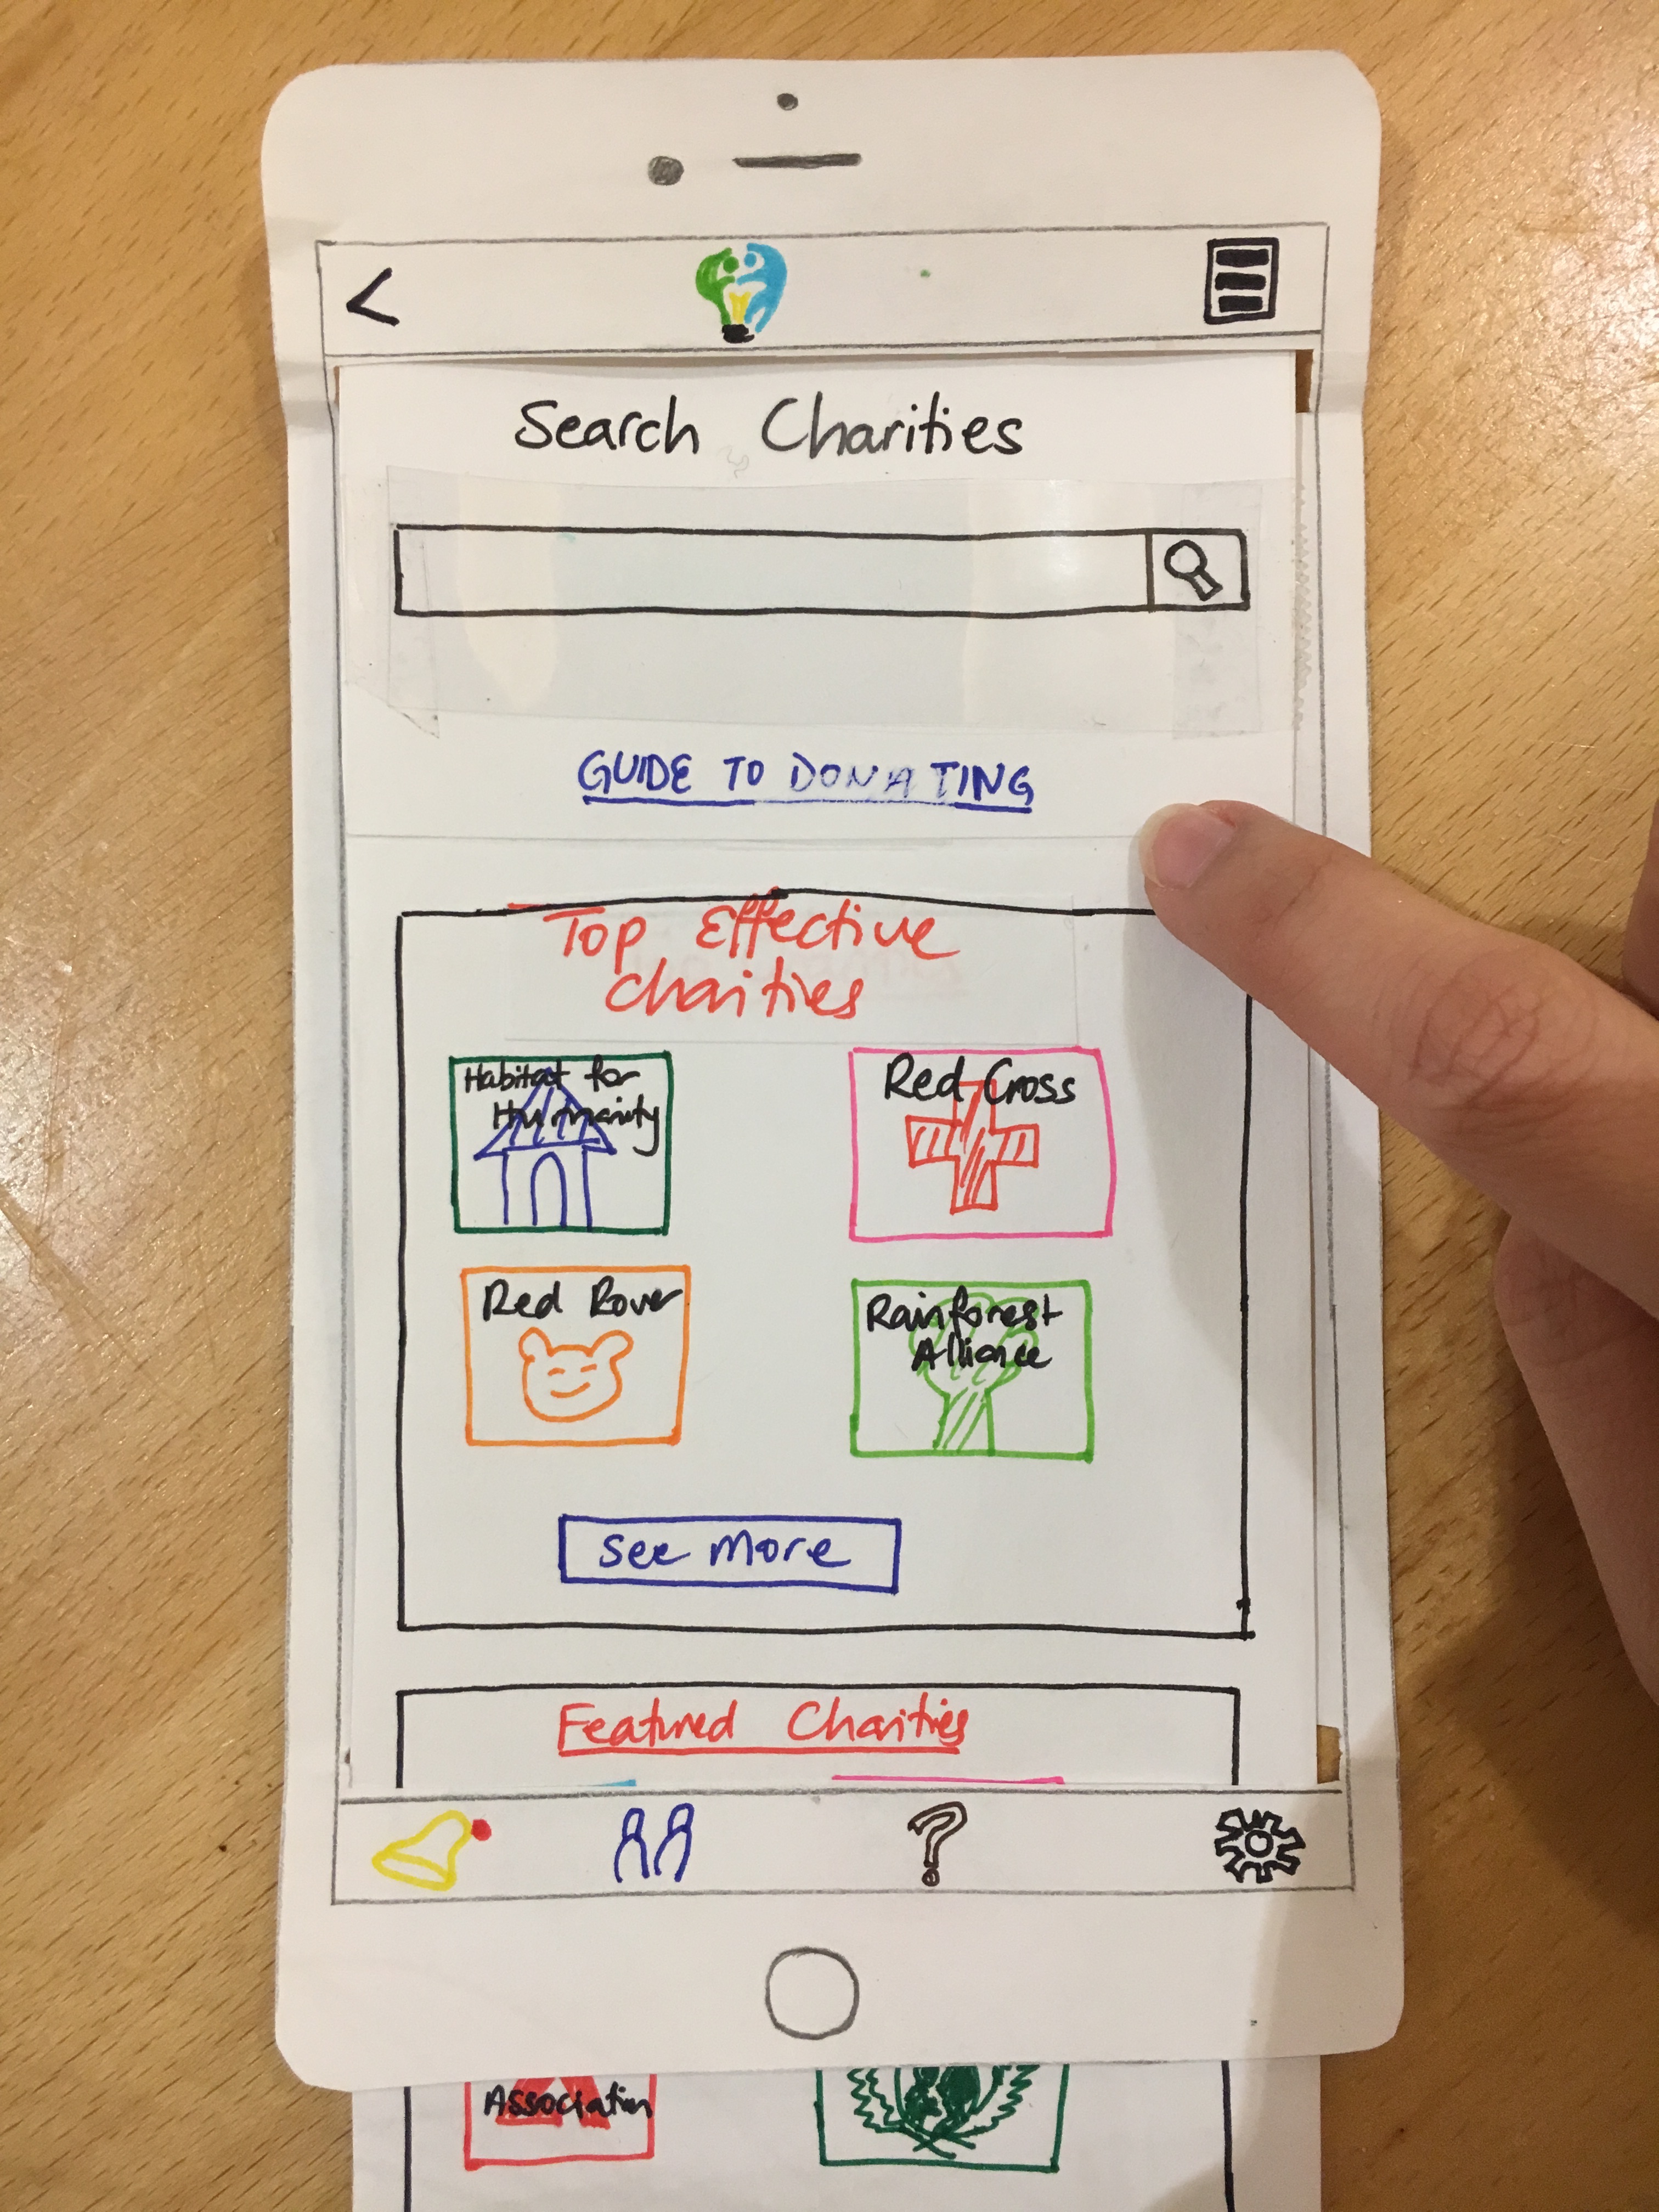 Search Charities
GUIDE TO DONATING
Top Effective
Charities
Habitat for
Humanity
Red Cross
Red Rover
Rainforest
Alliance
See More
Featured Charities
Association